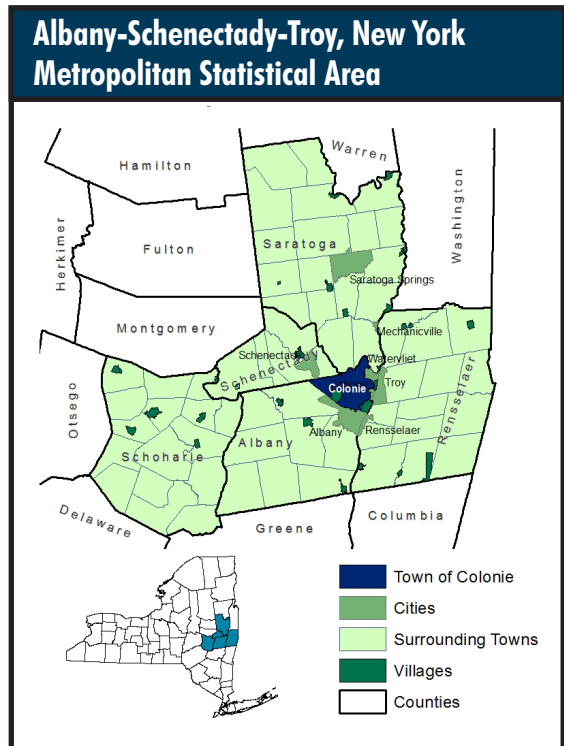 Albany-Schenectady-Troy, New York
Metropolitan Statistical Area
Hamilton
Warren
Washington
Herkimer
Fulton
Saratoga
Saratoga Springs
Montgomery
Mechanicville
Schenectady
Watervliet
Schenectady
Colonie
Troy
Rensselaer
Otsego
Albany
Albany
Rensselaer
Schoharie
Delaware
Greene
Columbia
Town of Colonie
Cities
Surrounding Towns
Villages
Counties